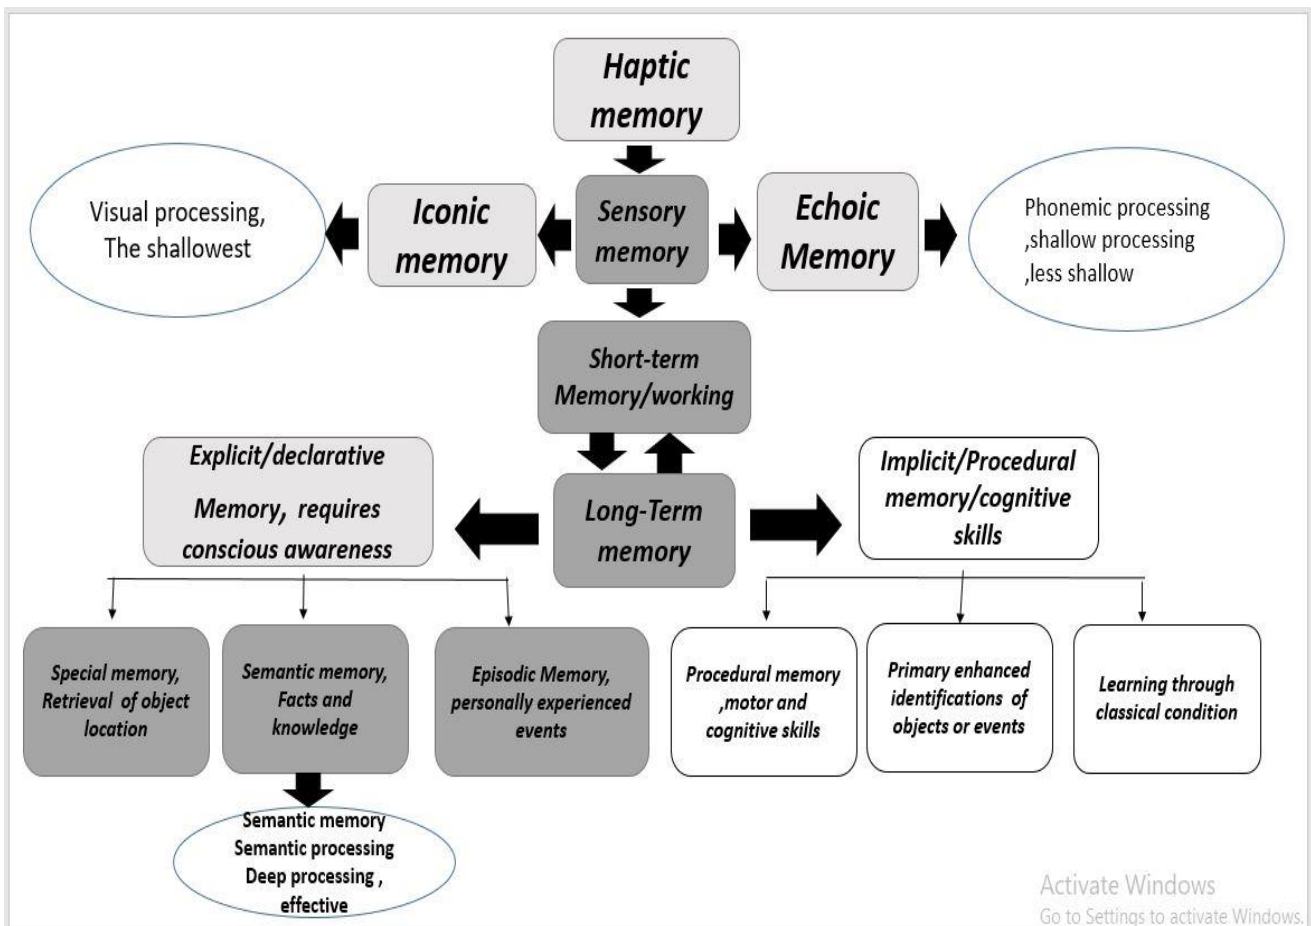 Haptic
memory
Visual processing,
The shallowest
Iconic
memory
Sensory
memory
Echoic
Memory
Phonemic processing
,shallow processing
,less shallow
Short-term
Memory/working
Explicit/declarative
Memory, requires
conscious awareness
Long-Term
memory
Implicit/Procedural
memory/cognitive
skills
Special memory,
Retrieval of object
location
Semantic memory,
Facts and
knowledge
Episodic Memory,
personally experienced
events
Procedural memory
,motor and
cognitive skills
Primary enhanced
identifications of
objects or events
Learning through
classical condition
Semantic memory
Semantic processing
Deep processing ,
effective
Activate Windows
Go to Settings to activate Windows.